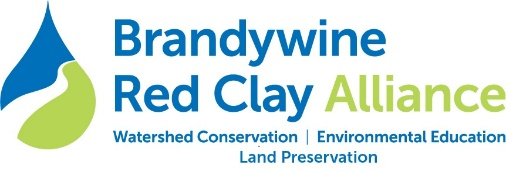 Brandywine
Red Clay Alliance
Watershed Conservation | Environmental Education
Land Preservation